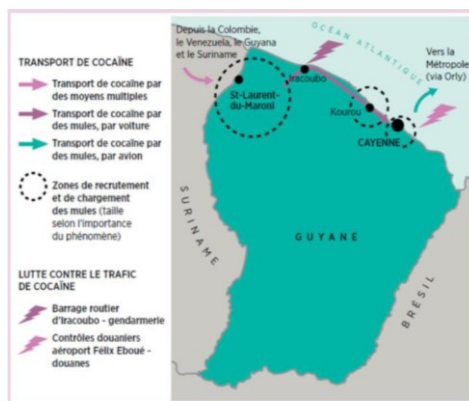 TRANSPORT DE COCAÏNE
Transport de cocaïne par
des moyens multiples
Transport de cocaïne par
des mules, par voiture
Transport de cocaïne par
des mules, par avion
Zones de recrutement
et de chargement
des mules (taille
selon l'importance
du phénomène)
LUTTE CONTRE LE TRAFIC
DE COCAÏNE
Barrage routier
d'Iracoubo - gendarmerie
Contrôles douaniers
aéroport Félix Eboué -
douanes
Depuis la Colombie,
le Venezuela, le Guyana
et le Suriname
OCÉAN ATLANTIQUE
Vers la
Métropole
(via Orly)
Iracoubo
St-Laurent-
du-Maroni
Kourou
CAYENNE
SURINAME
GUYANE
BRÉSIL